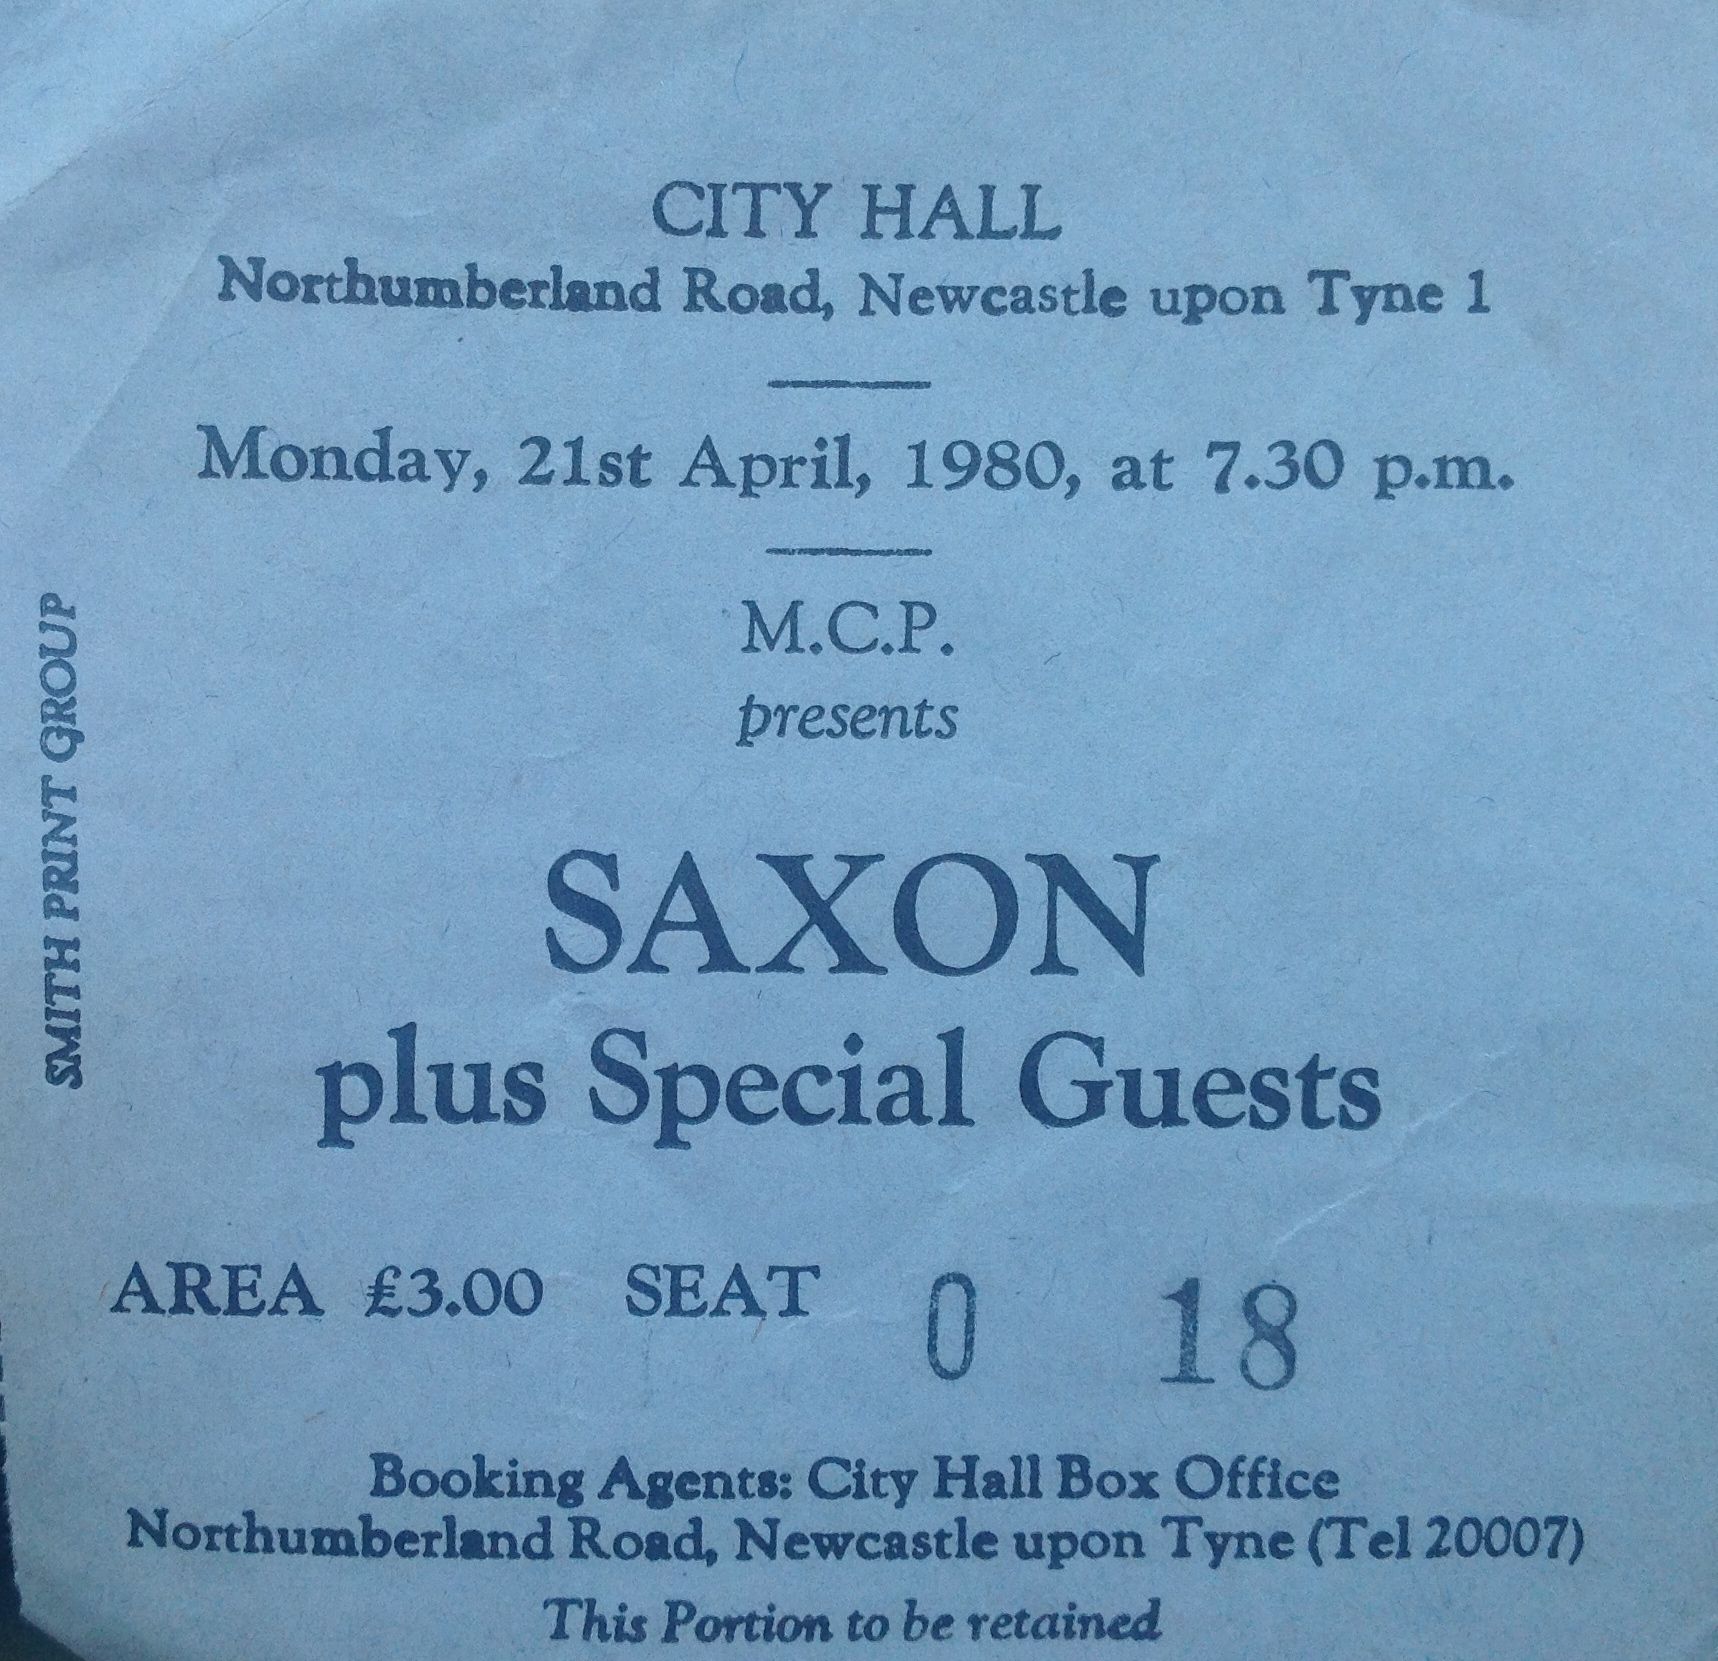 CITY HALL
Northumberland Road, Newcastle upon Tyne 1
Monday, 21st April, 1980, at 7.30 p.m.
M.C.P.
presents
SAXON
plus Special Guests
SMITH PRINT GROUP
AREA £3.00 SEAT O 18
Booking Agents: City Hall Box Office
Northumberland Road, Newcastle upon Tyne (Tel 20007)
This Portion to be retained